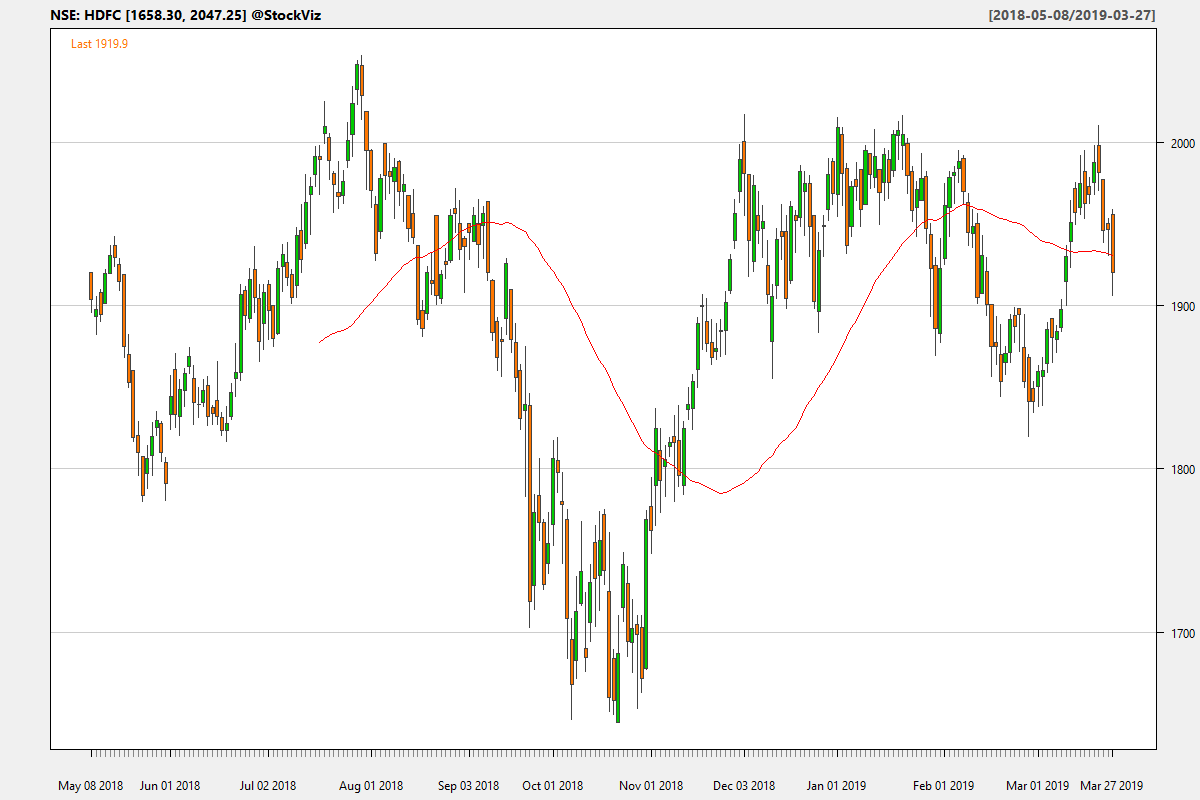 NSE: HDFC [1658.30, 2047.25] @StockViz [2018-05-08/2019-03-27]
Last 1919.9
2000
1900
1800
1700
May 08 2018 Jun 01 2018 Jul 02 2018 Aug 01 2018 Sep 03 2018 Oct 01 2018 Nov 01 2018 Dec 03 2018 Jan 01 2019 Feb 01 2019 Mar 01 2019 Mar 27 2019